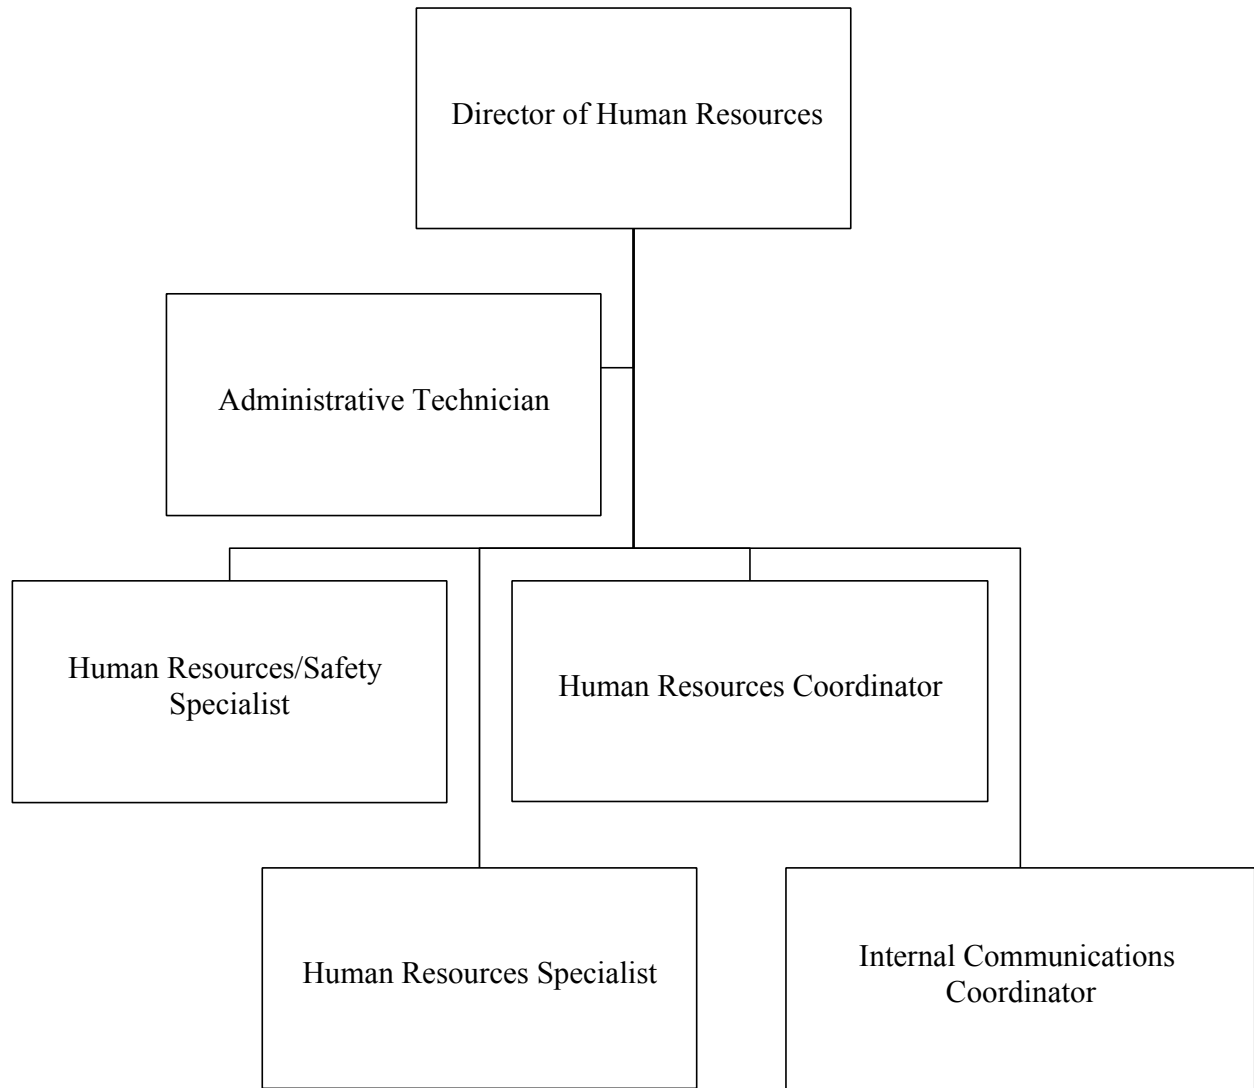 Director of Human Resources
Administrative Technician
Human Resources/Safety
Specialist
Human Resources Coordinator
Human Resources Specialist
Internal Communications
Coordinator